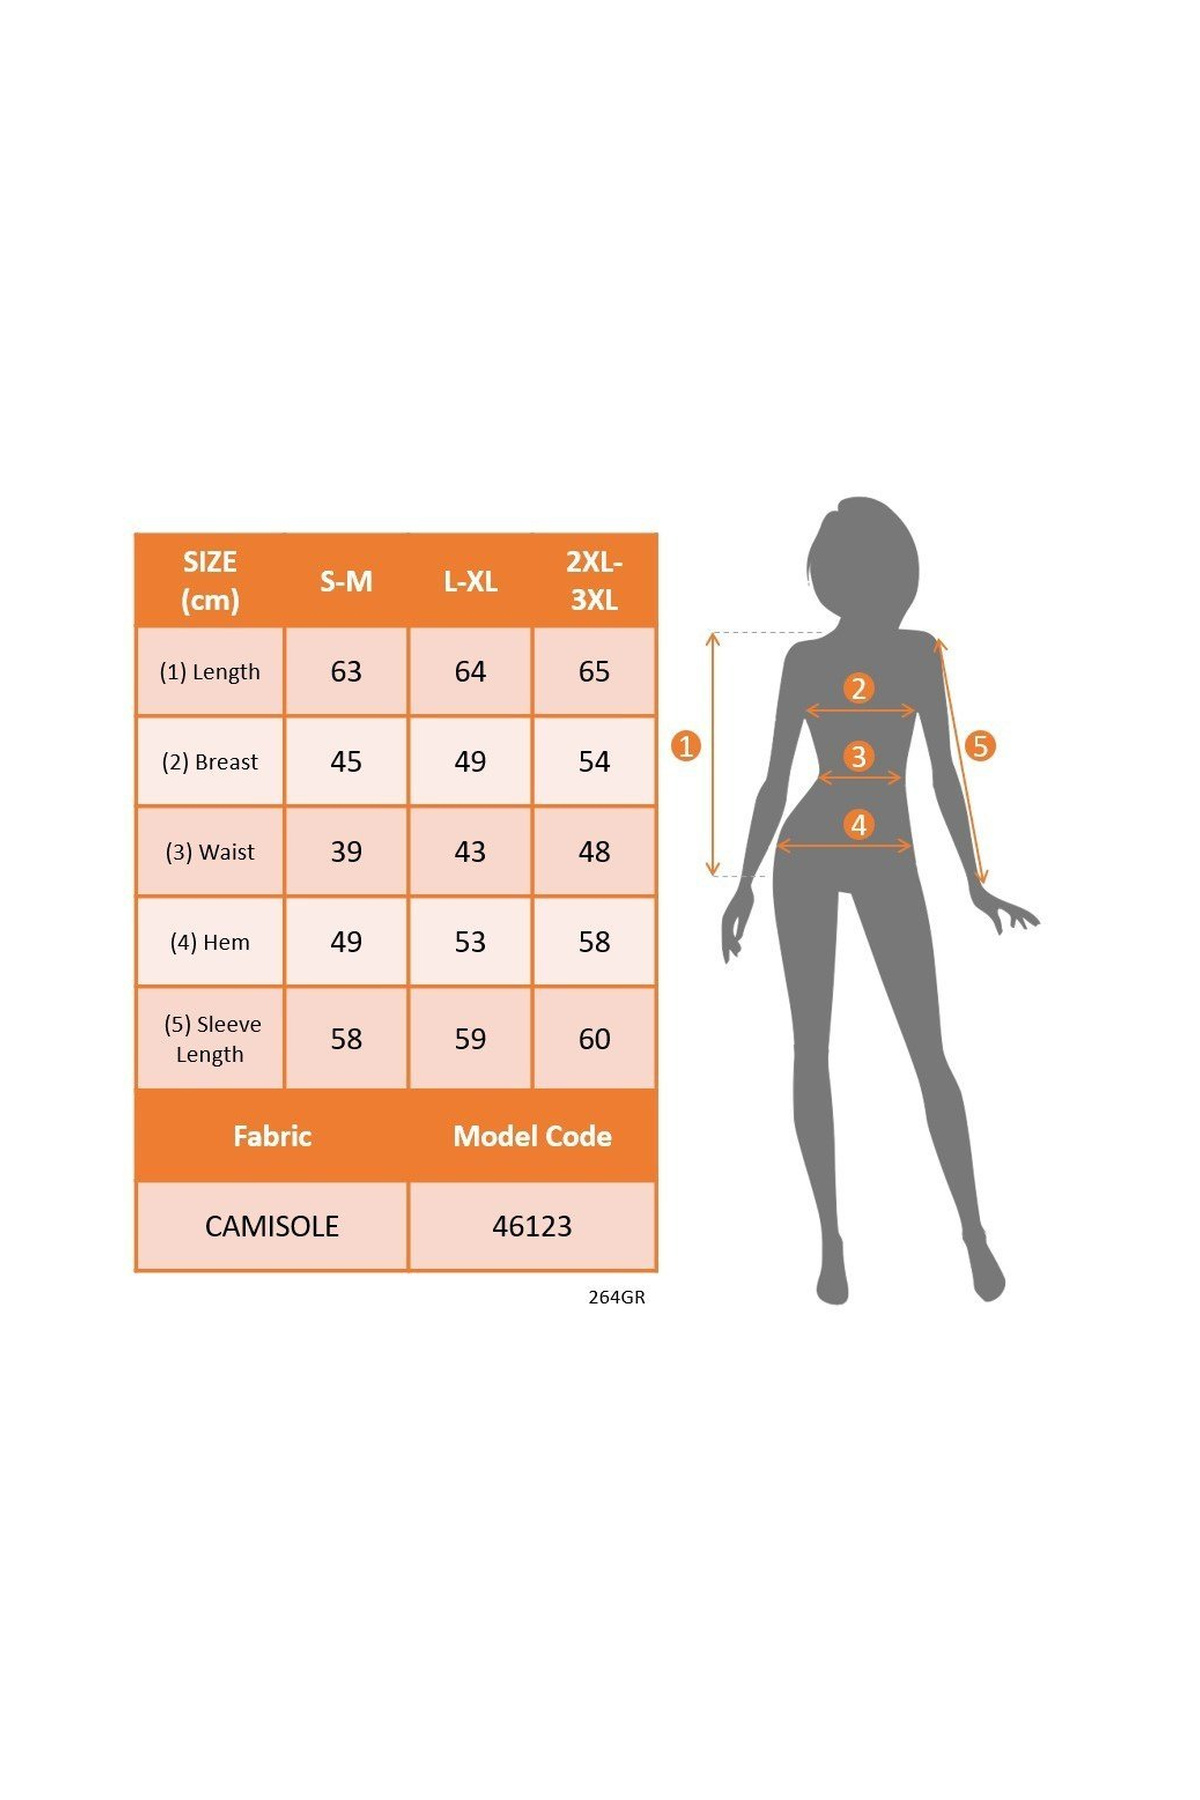 SIZE
(cm)
S-M
L-XL
2XL-
3XL
(1) Length
63
64
65
(2) Breast
45
49
54
(3) Waist
39
43
48
(4) Hem
49
53
58
(5) Sleeve
Length
58
59
60
Fabric
Model Code
CAMISOLE
46123
264GR
1
2
3
4
5